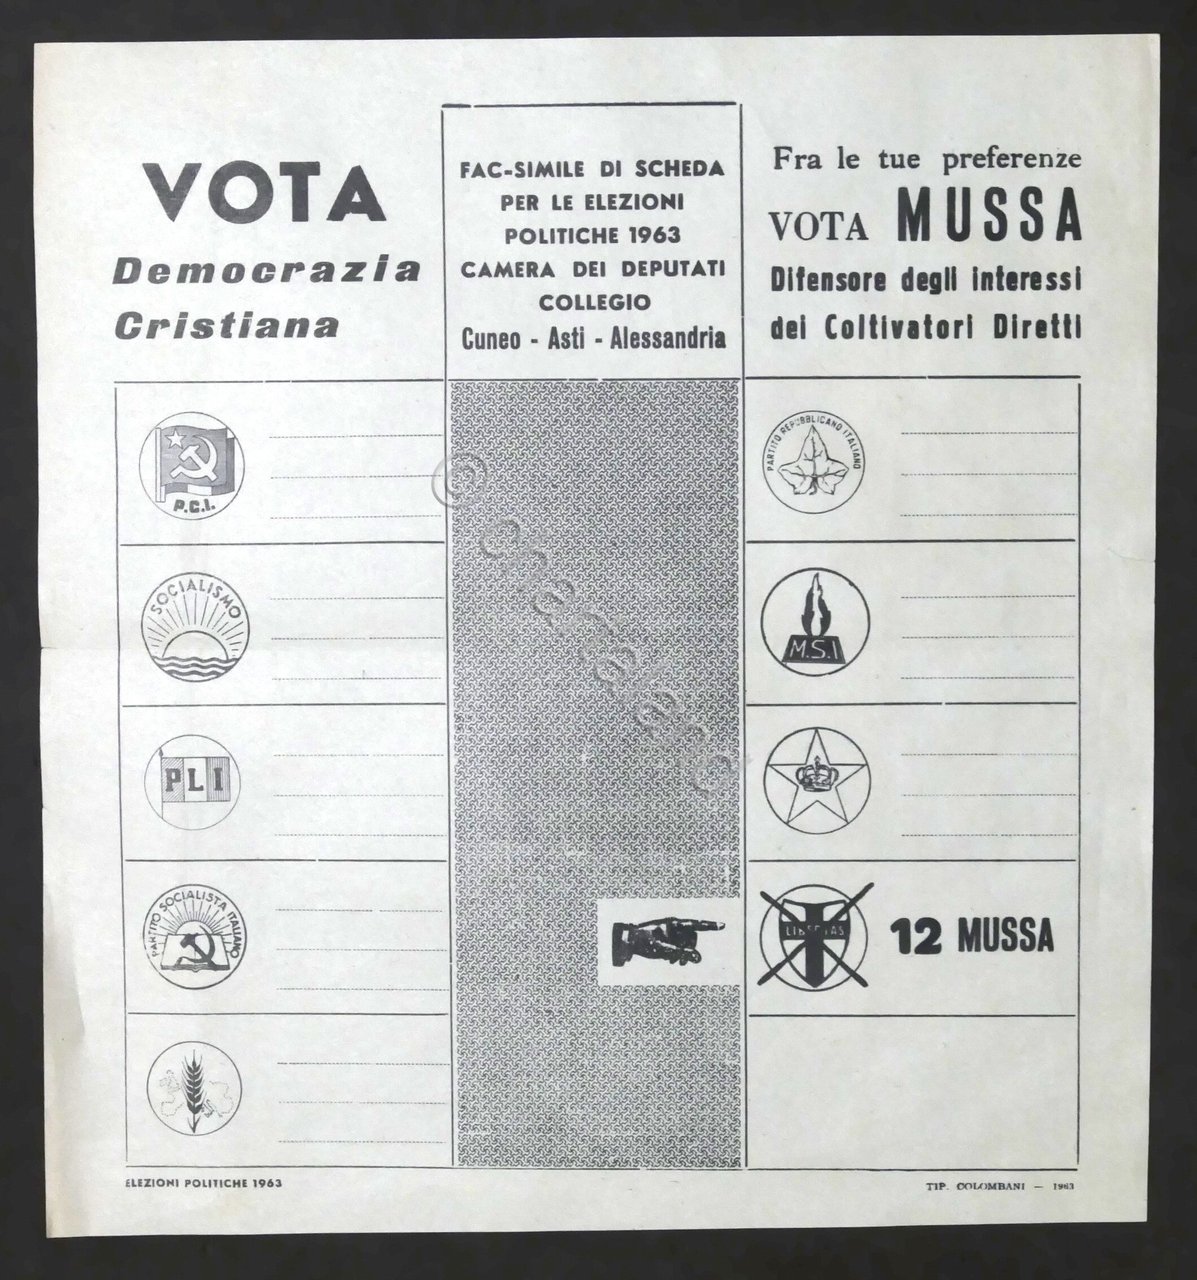 VOTA
Democrazia
Cristiana
FAC-SIMILE DI SCHEDA
PER LE ELEZIONI
POLITICHE 1963
CAMERA DEI DEPUTATI
COLLEGIO
Cuneo - Asti - Alessandria
Fra le tue preferenze
VOTA MUSSA
Difensore degli interessi
dei Coltivatori Diretti
P.C.I.
SOCIALISMO
PLI
PARTITO SOCIALISTA ITALIANO
PARTITO REPUBBLICANO ITALIANO
M.S.I
LIBERTAS
12 MUSSA
ELEZIONI POLITICHE 1963
TIP. COLOMBANI — 1963